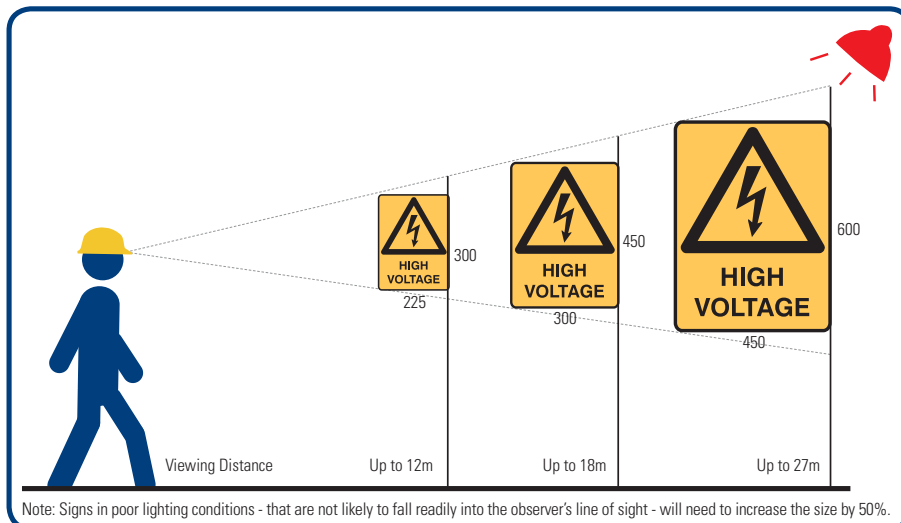 HIGH
VOLTAGE
300
225
HIGH
VOLTAGE
450
300
HIGH
VOLTAGE
600
450
Viewing Distance
Up to 12m
Up to 18m
Up to 27m
Note: Signs in poor lighting conditions - that are not likely to fall readily into the observer's line of sight - will need to increase the size by 50%.